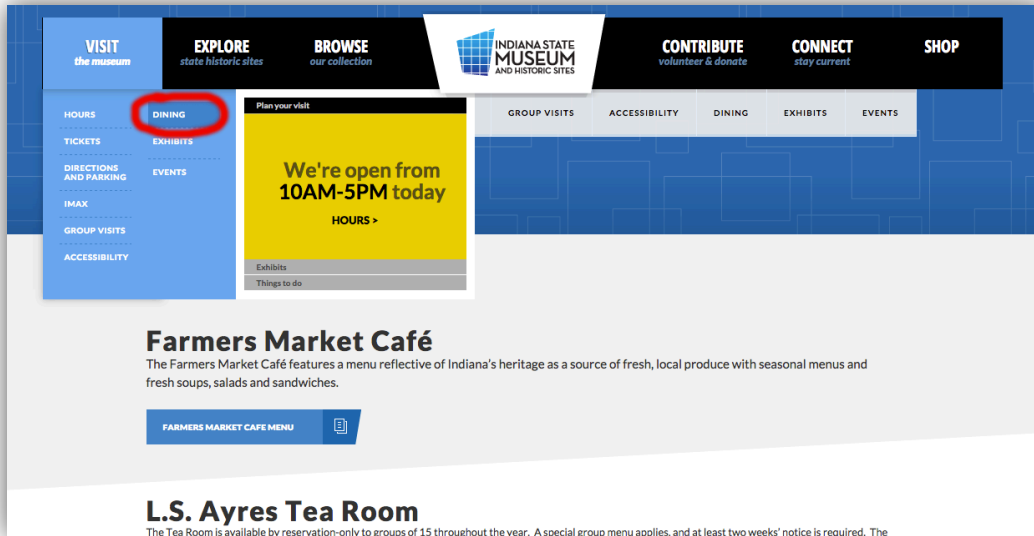 VISIT
the museum
EXPLORE
state historic sites
BROWSE
our collection
INDIANA STATE
MUSEUM
AND HISTORIC SITES
CONTRIBUTE
volunteer & donate
CONNECT
stay current
SHOP
HOURS
TICKETS
DIRECTIONS
AND PARKING
IMAX
GROUP VISITS
ACCESSIBILITY
DINING
EXHIBITS
EVENTS
Plan your visit
We're open from
10AM-5PM today
HOURS >
Exhibits
Things to do
GROUP VISITS ACCESSIBILITY DINING EXHIBITS EVENTS
Farmers Market Café
The Farmers Market Café features a menu reflective of Indiana's heritage as a source of fresh, local produce with seasonal menus and
fresh soups, salads and sandwiches.
FARMERS MARKET CAFE MENU
L.S. Ayres Tea Room
The Tea Room is available by reservation-only to groups of 15 throughout the year. A special group menu applies, and at least two weeks' notice is required. The